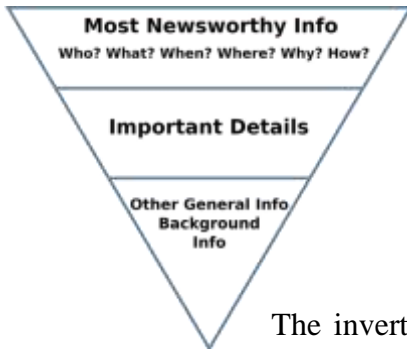 Most Newsworthy Info
Who? What? When? Where? Why? How?
Important Details
Other General Info
Background
Info
The invert